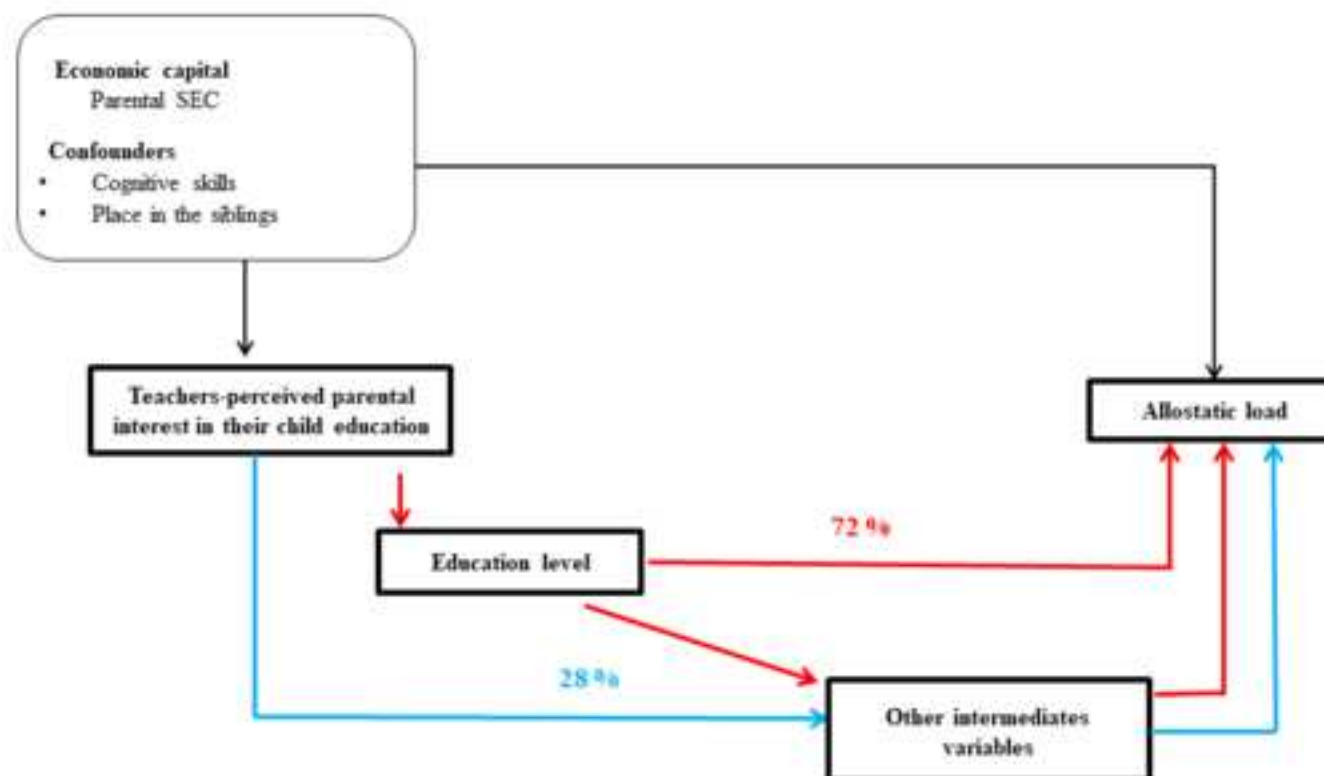 Economic capital
Parental SEC
Confounders
• Cognitive skills
• Place in the siblings
Teachers-perceived parental
interest in their child education
Allostatic load
72 %
Education level
28 %
Other intermediates
variables